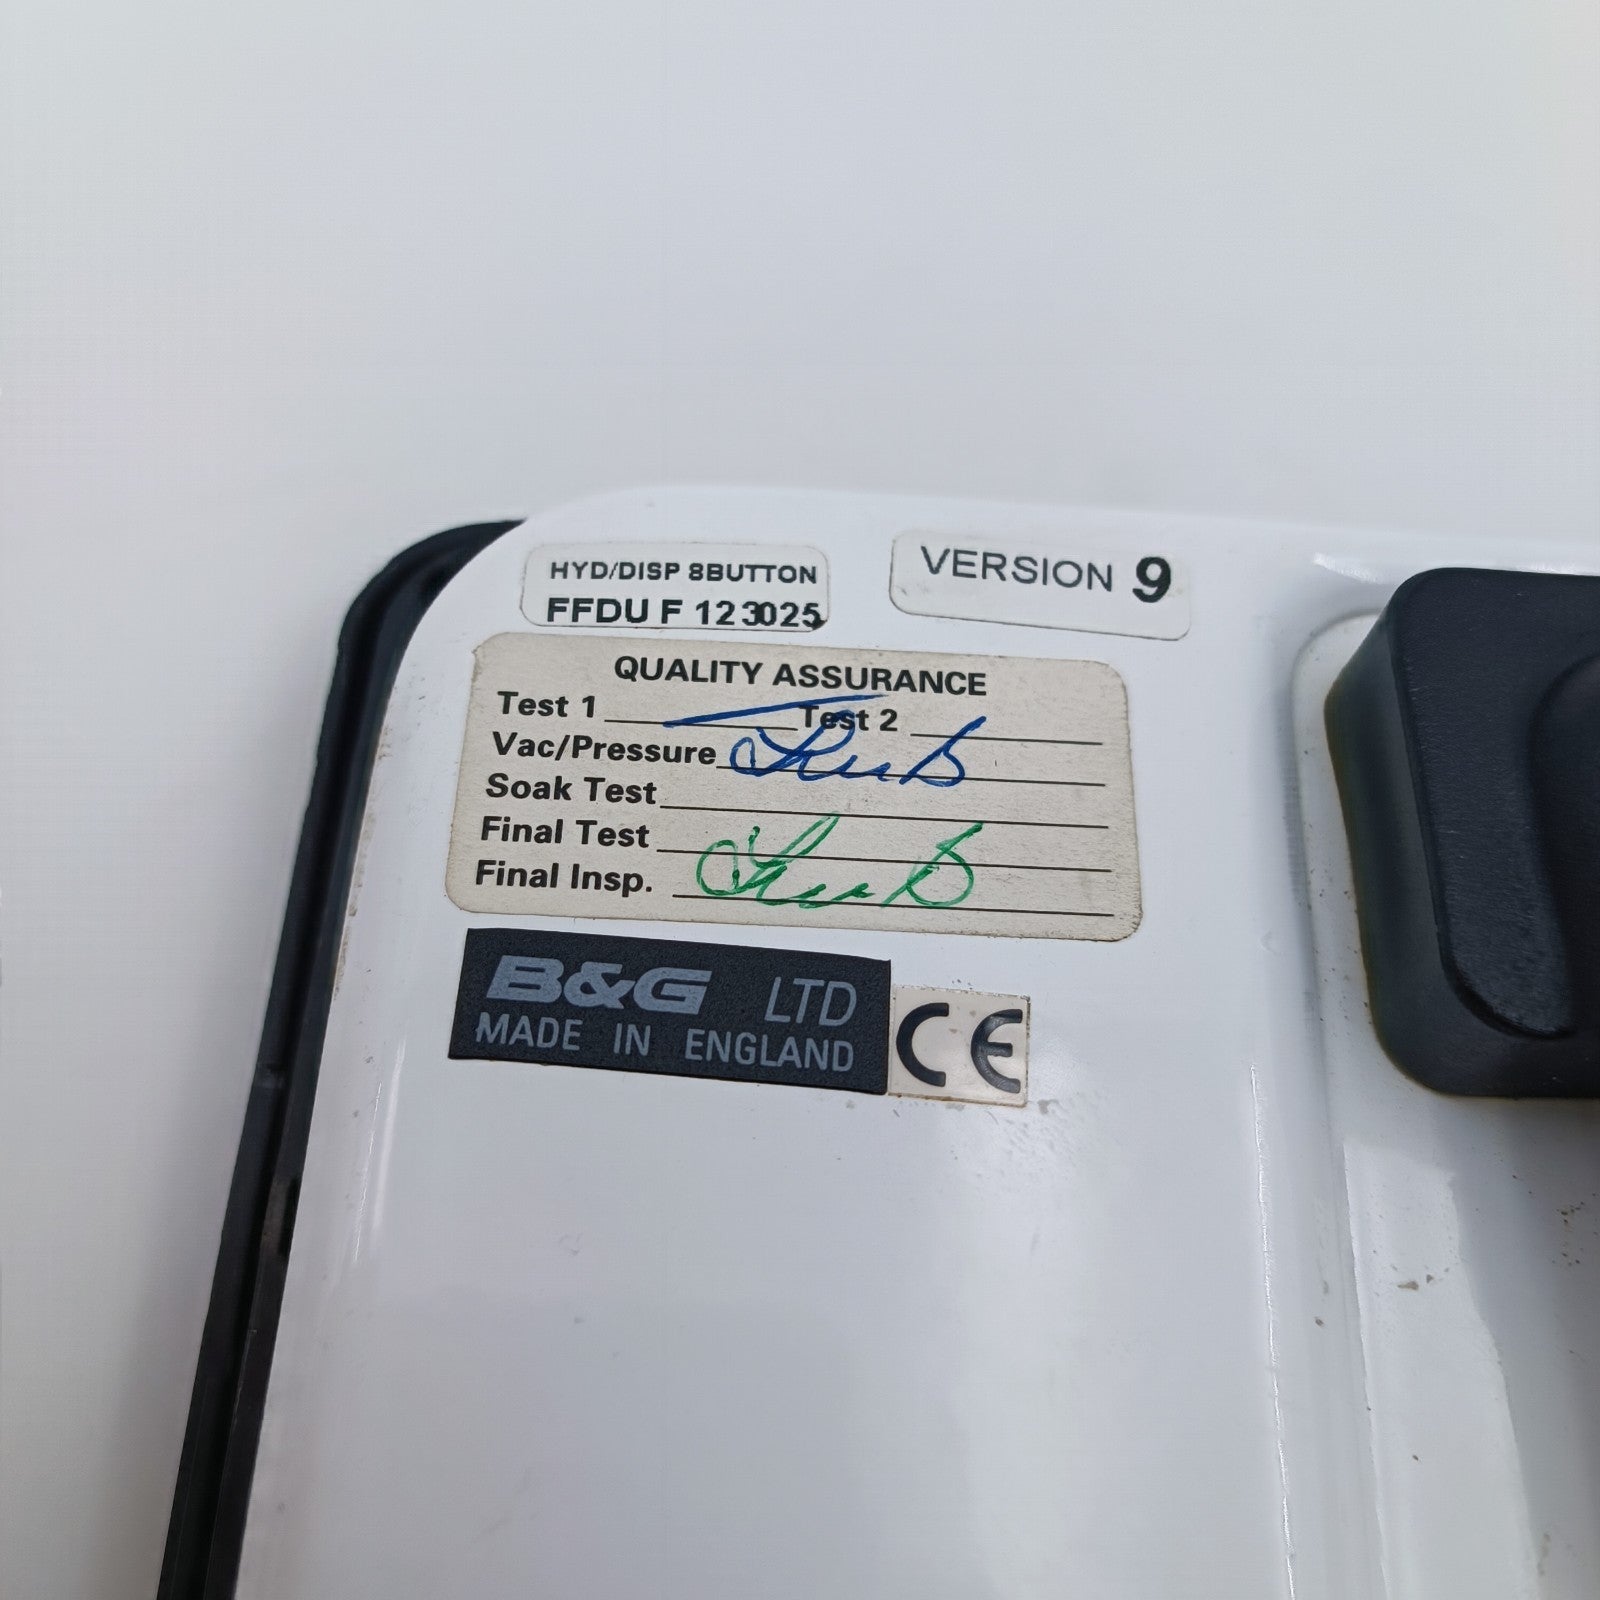 HYD/DISP 8BUTTON
FFDU F 123025
VERSION 9
QUALITY ASSURANCE
Test 1 Test 2
Vac/Pressure
Soak Test
Final Test
Final Insp.
B&G LTD
MADE IN ENGLAND
CE